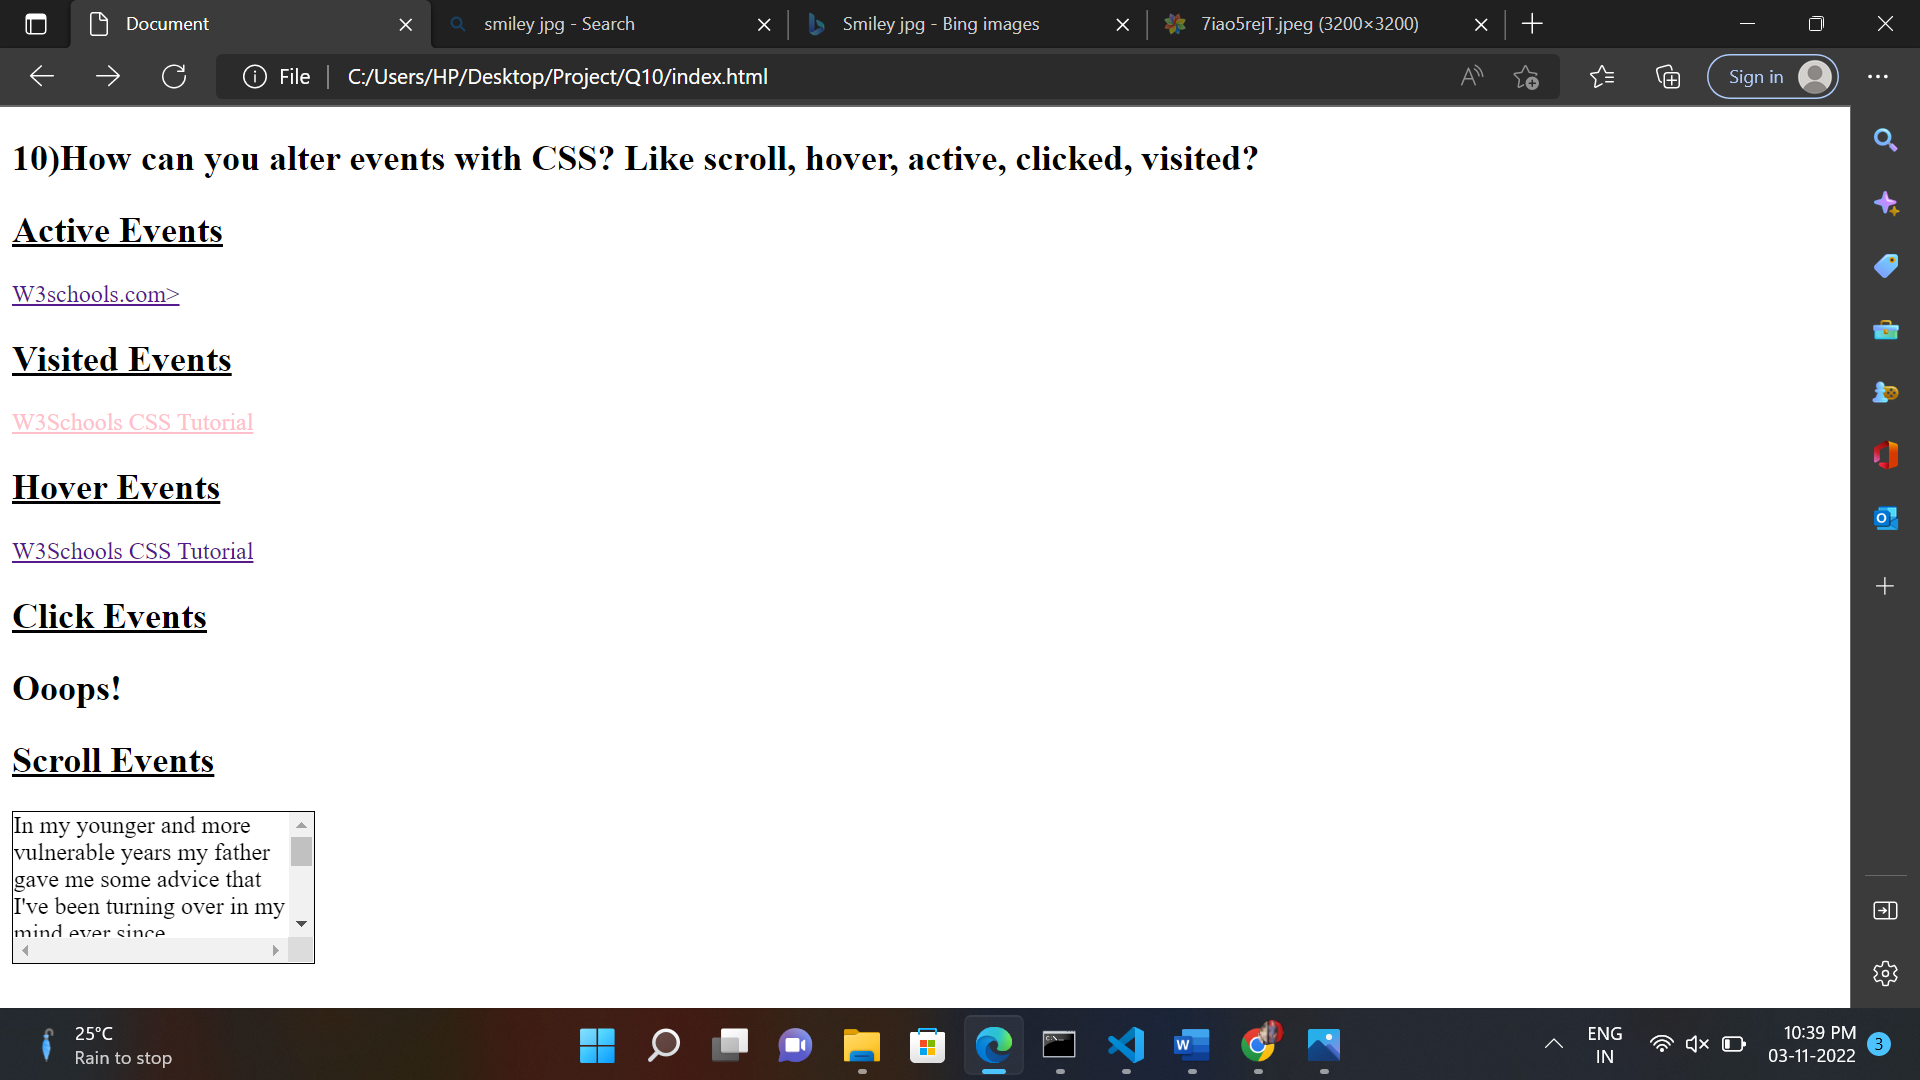 Document
smiley jpg - Search
Smiley jpg - Bing images
7iao5rejT.jpeg (3200×3200)
File
C:/Users/HP/Desktop/Project/Q10/index.html
Sign in
10)How can you alter events with CSS? Like scroll, hover, active, clicked, visited?
Active Events
W3schools.com>
Visited Events
W3Schools CSS Tutorial
Hover Events
W3Schools CSS Tutorial
Click Events
Ooops!
Scroll Events
In my younger and more
vulnerable years my father
gave me some advice that
I've been turning over in my
mind ever since
25°C
Rain to stop
ENG
IN
10:39 PM
03-11-2022
3